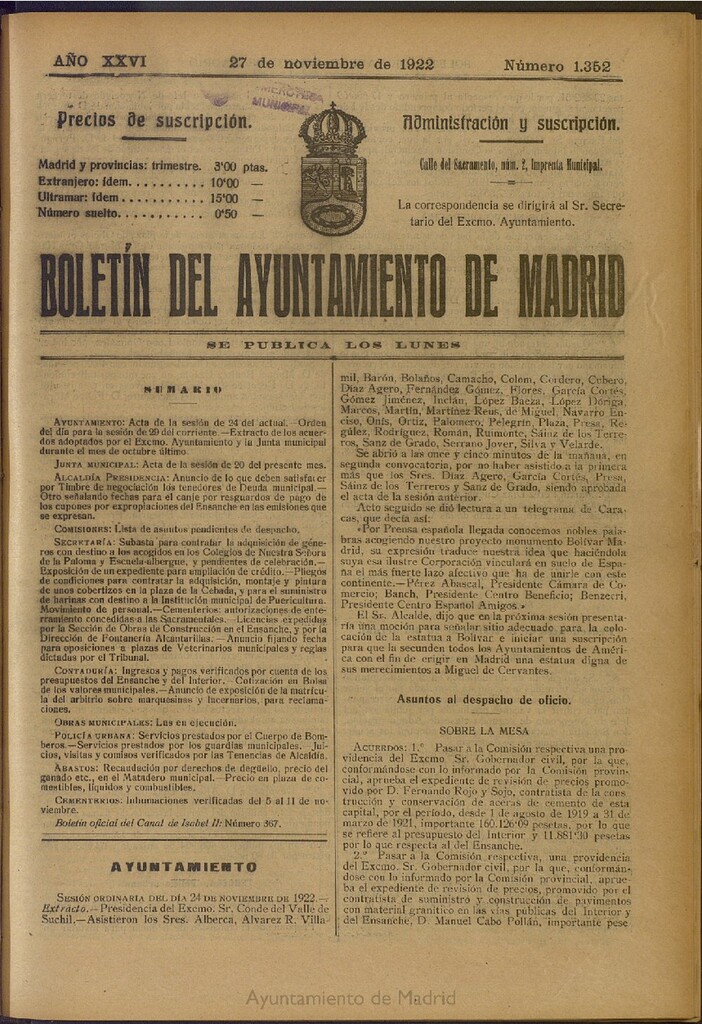 AÑO XXVI
27 de noviembre de 1922
Número 1.352
MUNICIPAL
Precios de suscripción.
Madrid y provincias: trimestre. 3'00 ptas.
Extranjero: ídem.......... 10'00 —
Ultramar: ídem........... 15'00 —
Número suelto........... 0'50 —
Administración y suscripción.
Calle del Sacramento, núm. 2, Imprenta Municipal.
La correspondencia se dirigirá al Sr. Secre-
tario del Excmo. Ayuntamiento.
BOLETÍN DEL AYUNTAMIENTO DE MADRID
SE PUBLICA LOS LUNES
SUMARIO
AYUNTAMIENTO: Acta de la sesión de 24 del actual.—Orden
del día para la sesión de 29 del corriente.—Extracto de los acuer-
dos adoptados por el Excmo. Ayuntamiento y la Junta municipal
durante el mes de octubre último.
JUNTA MUNICIPAL: Acta de la sesión de 20 del presente mes.
ALCALDÍA PRESIDENCIA: Anuncio de lo que deben satisfacer
por Timbre de negociación los tenedores de Deuda municipal.—
Otro señalando fechas para el canje por resguardos de pago de
los cupones por expropiaciones del Ensanche en las emisiones que
se expresan.
COMISIONES: Lista de asuntos pendientes de despacho.
SECRETARÍA: Subasta para contratar la adquisición de géne-
ros con destino a los acogidos en los Colegios de Nuestra Señora
de la Paloma y Escuela-albergue, y pendientes de celebración.—
Exposición de un expediente para ampliación de crédito.—Pliegos
de condiciones para contratar la adquisición, montaje y pintura
de unos cobertizos en la plaza de la Cebada, y para el suministro
de harinas con destino a la Institución municipal de Puericultura.
Movimiento de personal.—Cementerios: autorizaciones de ente-
rramiento concedidas a las Sacramentales.—Licencias expedidas
por la Sección de Obras de Construcción en el Ensanche, y por la
Dirección de Fontanería Alcantarillas.—Anuncio fijando fecha
para oposiciones a plazas de Veterinarios municipales y reglas
dictadas por el Tribunal.
CONTADURÍA: Ingresos y pagos verificados por cuenta de los
presupuestos del Ensanche y del Interior.—Cotización en Bolsa
de los valores municipales.—Anuncio de exposición de la matrícu-
la del arbitrio sobre marquesinas y lucernarios, para reclama-
ciones.
OBRAS MUNICIPALES: Las en ejecución.
POLICÍA URBANA: Servicios prestados por el Cuerpo de Bom-
beros.—Servicios prestados por los guardias municipales.—Jui-
cios, visitas y comisos verificados por las Tenencias de Alcaldía.
ABASTOS: Recaudación por derechos de degüello, precio del
ganado etc., en el Matadero municipal.—Precio en plaza de co-
mestibles, líquidos y combustibles.
CEMENTERIOS: Inhumaciones verificadas del 5 al 11 de no-
viembre.
Boletín oficial del Canal de Isabel II: Número 367.
AYUNTAMIENTO
SESIÓN ORDINARIA DEL DÍA 24 DE NOVIEMBRE DE 1922.—
Extracto.—Presidencia del Excmo. Sr. Conde del Valle de
Suchil.—Asistieron los Sres. Alberca, Alvarez R. Villa-
mil, Barón, Bolaños, Camacho, Colom, Cordero, Cubero,
Díaz Agero, Fernández Gómez, Flores, García Cortés,
Gómez Jiménez, Inclán, López Baeza, López Dóriga,
Marcos, Martín, Martínez Reus, de Miguel, Navarro En-
ciso, Onís, Ortiz, Palomero, Pelegrín, Plaza, Presa, Re-
gúlez, Rodríguez, Román, Ruimonte, Sáinz de los Terre-
ros, Sanz de Grado, Serrano Jover, Silva y Velarde.
Se abrió a las once y cinco minutos de la mañana, en
segunda convocatoria, por no haber asistido a la primera
más que los Sres. Díaz Agero, García Cortés, Presa,
Sáinz de los Terreros y Sanz de Grado, siendo aprobada
el acta de la sesión anterior.
Acto seguido se dió lectura a un telegrama de Cara-
cas, que decía así:
«Por Prensa española llegada conocemos nobles pala-
bras acogiendo nuestro proyecto monumento Bolívar Ma-
drid, su expresión traduce nuestra idea que haciéndola
suya esa ilustre Corporación vinculará en suelo de Espa-
ña el más fuerte lazo afectivo que ha de unirle con este
continente.—Pérez Abascal, Presidente Cámara de Co-
mercio; Banch, Presidente Centro Beneficio; Benzerri,
Presidente Centro Español Amigos.»
El Sr. Alcalde, dijo que en la próxima sesión presenta-
ría una moción para señalar sitio adecuado para la colo-
cación de la estatua a Bolívar e iniciar una suscripción
para que la secunden todos los Ayuntamientos de Améri-
ca con el fin de erigir en Madrid una estatua digna de
sus merecimientos a Miguel de Cervantes.
Asuntos al despacho de oficio.
SOBRE LA MESA
ACUERDOS: 1.° Pasar a la Comisión respectiva una pro-
videncia del Excmo. Sr. Gobernador civil, por la que,
conformándose con lo informado por la Comisión provin-
cial, aprueba el expediente de revisión de precios promo-
vido por D. Fernando Rojo y Sojo, contratista de la cons-
trucción y conservación de aceras de cemento de esta
capital, por el período, desde 1 de agosto de 1919 a 31 de
marzo de 1921, importante 160.126'09 pesetas, por lo que
se refiere al presupuesto del Interior y 11.881'30 pesetas
por lo que respecta al del Ensanche.
2.° Pasar a la Comisión respectiva, una providencia
del Excmo. Sr. Gobernador civil, por la que, conformán-
dose con lo informado por la Comisión provincial, aprue-
ba el expediente de revisión de precios, promovido por el
contratista de suministro y construcción de pavimentos
con material granítico en las vías públicas del Interior y
del Ensanche, D. Manuel Cabo Pollán, importante pese
Ayuntamiento de Madrid